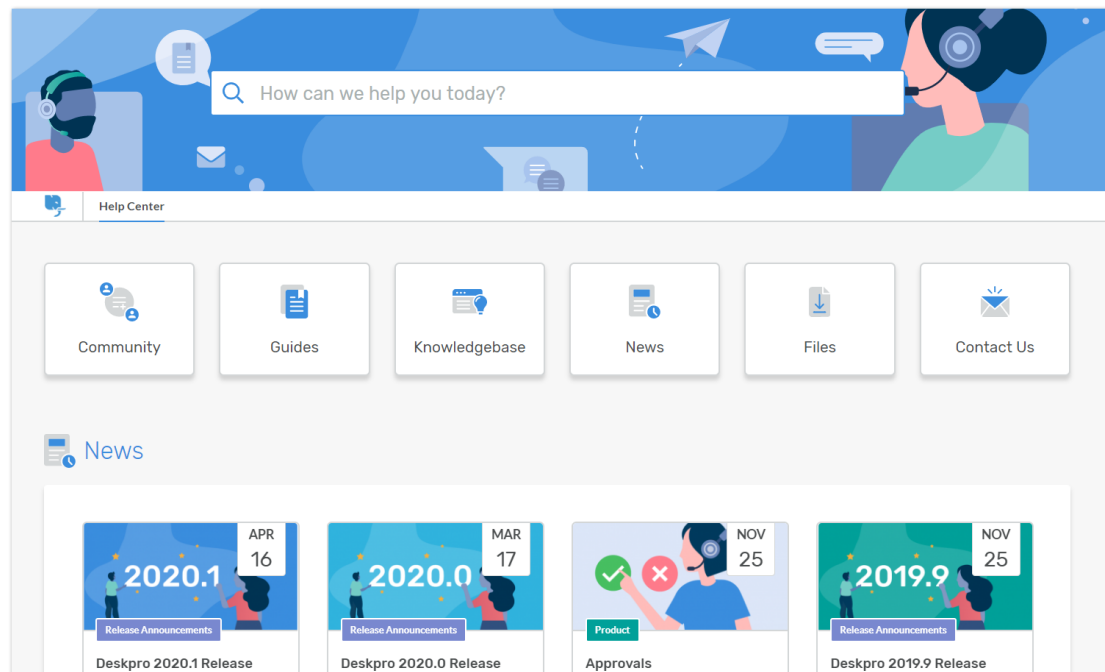 How can we help you today?
Help Center
Community
Guides
Knowledgebase
News
Files
Contact Us
News
APR
16
2020.1
Release Announcements
Deskpro 2020.1 Release
MAR
17
2020.0
Release Announcements
Deskpro 2020.0 Release
NOV
25
Product
Approvals
NOV
25
2019.9
Release Announcements
Deskpro 2019.9 Release